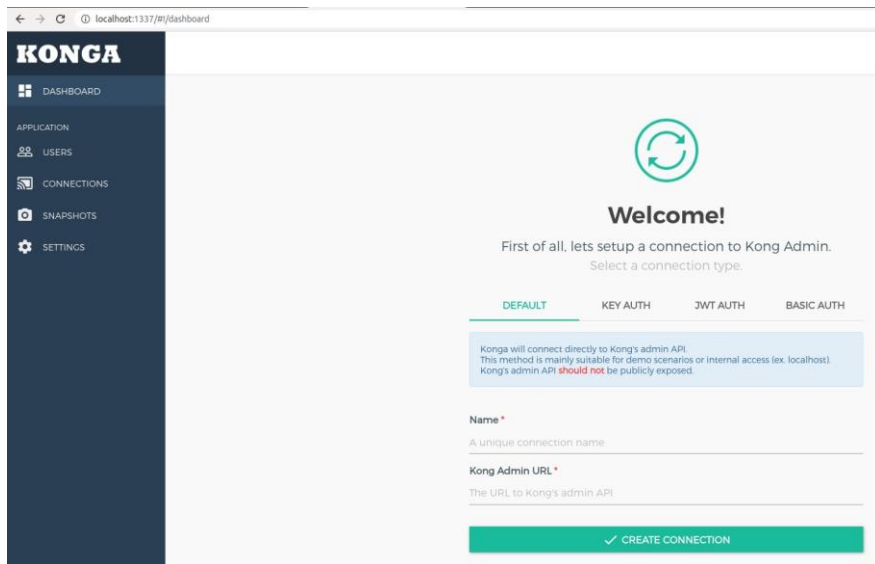 localhost:1337/#!/dashboard
KONGA
DASHBOARD
APPLICATION
USERS
CONNECTIONS
SNAPSHOTS
SETTINGS
Welcome!
First of all, lets setup a connection to Kong Admin.
Select a connection type.
DEFAULT KEY AUTH JWT AUTH BASIC AUTH
Konga will connect directly to Kong's admin API.
This method is mainly suitable for demo scenarios or internal access (ex. localhost).
Kong's admin API should not be publicly exposed.
Name *
A unique connection name
Kong Admin URL *
The URL to Kong's admin API
CREATE CONNECTION